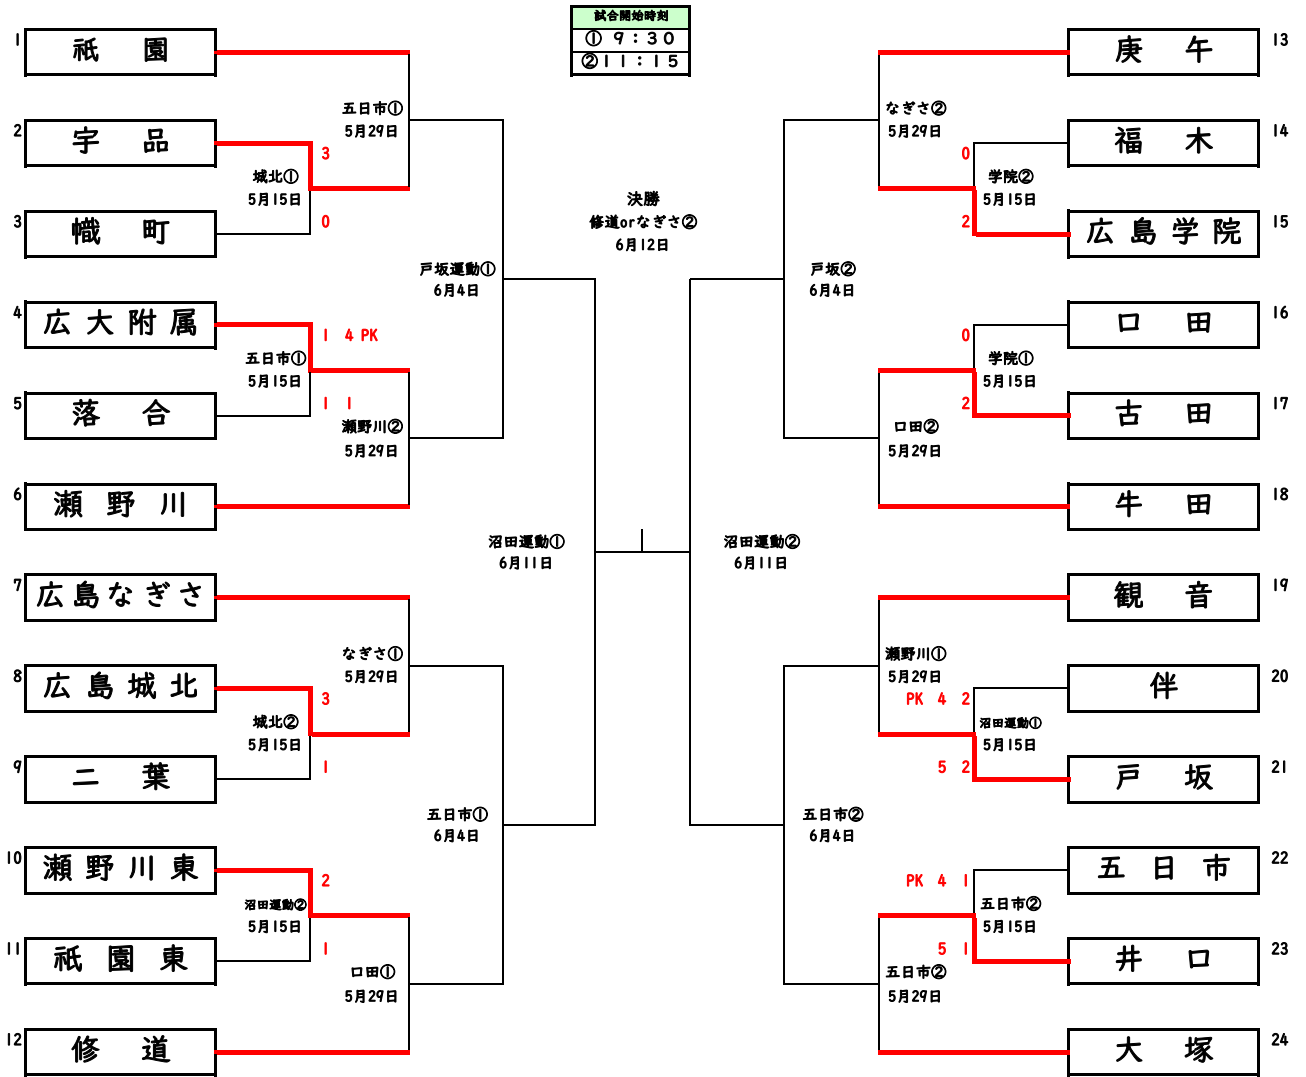 試合開始時刻
① 9：30
②11：15
1 祇園
2 宇品
3 幟町
4 広大附属
5 落合
6 瀬野川
7 広島なぎさ
8 広島城北
9 二葉
10 瀬野川東
11 祇園東
12 修道
五日市①
5月29日
3
城北①
5月15日
0
戸坂運動①
6月4日
1 4 PK
五日市①
5月15日
1 1
瀬野川②
5月29日
沼田運動①
6月11日
なぎさ①
5月29日
3
城北②
5月15日
1
五日市①
6月4日
2
沼田運動②
5月15日
1
口田①
5月29日
決勝
修道orなぎさ②
6月12日
なぎさ②
5月29日
0
学院②
5月15日
2
戸坂②
6月4日
0
学院①
5月15日
2
口田②
5月29日
沼田運動②
6月11日
瀬野川①
5月29日
PK 4 2
沼田運動①
5月15日
5 2
五日市②
6月4日
PK 4 1
五日市②
5月15日
5 1
五日市②
5月29日
庚午 13
福木 14
広島学院 15
口田 16
古田 17
牛田 18
観音 19
伴 20
戸坂 21
五日市 22
井口 23
大塚 24